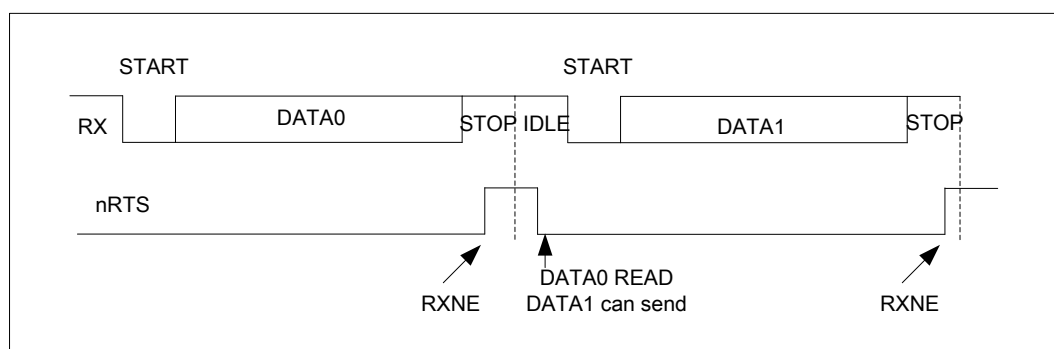 START START
RX DATA0 STOP IDLE DATA1 STOP
nRTS
RXNE
DATA0 READ
DATA1 can send
RXNE